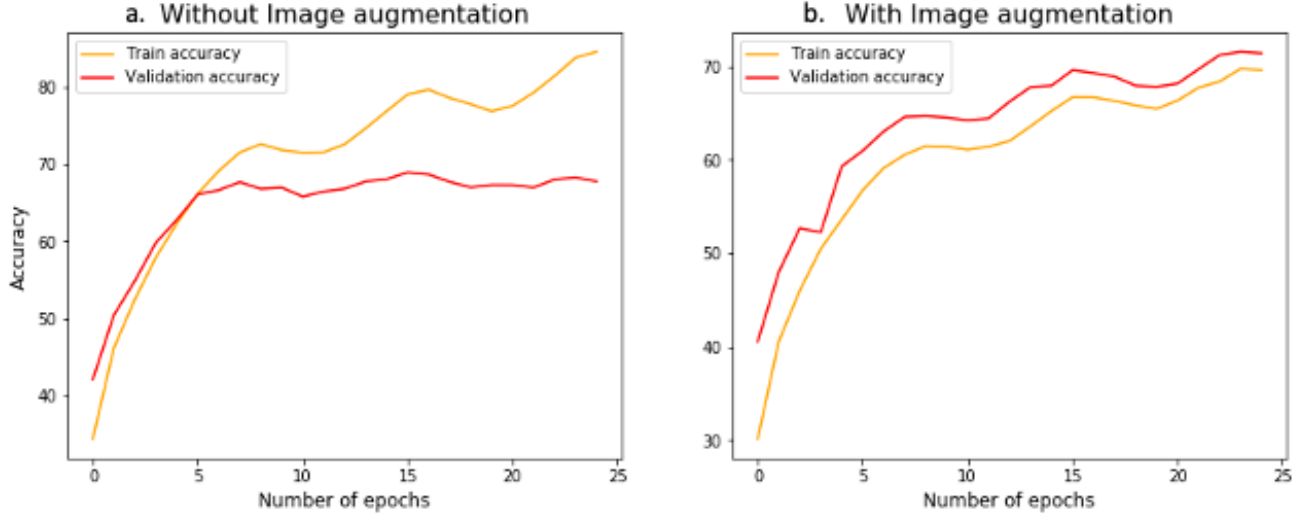 a. Without Image augmentation
Train accuracy
Validation accuracy
80
70
60
50
40
Accuracy
0 5 10 15 20 25
Number of epochs
b. With Image augmentation
Train accuracy
Validation accuracy
70
60
50
40
30
0 5 10 15 20 25
Number of epochs